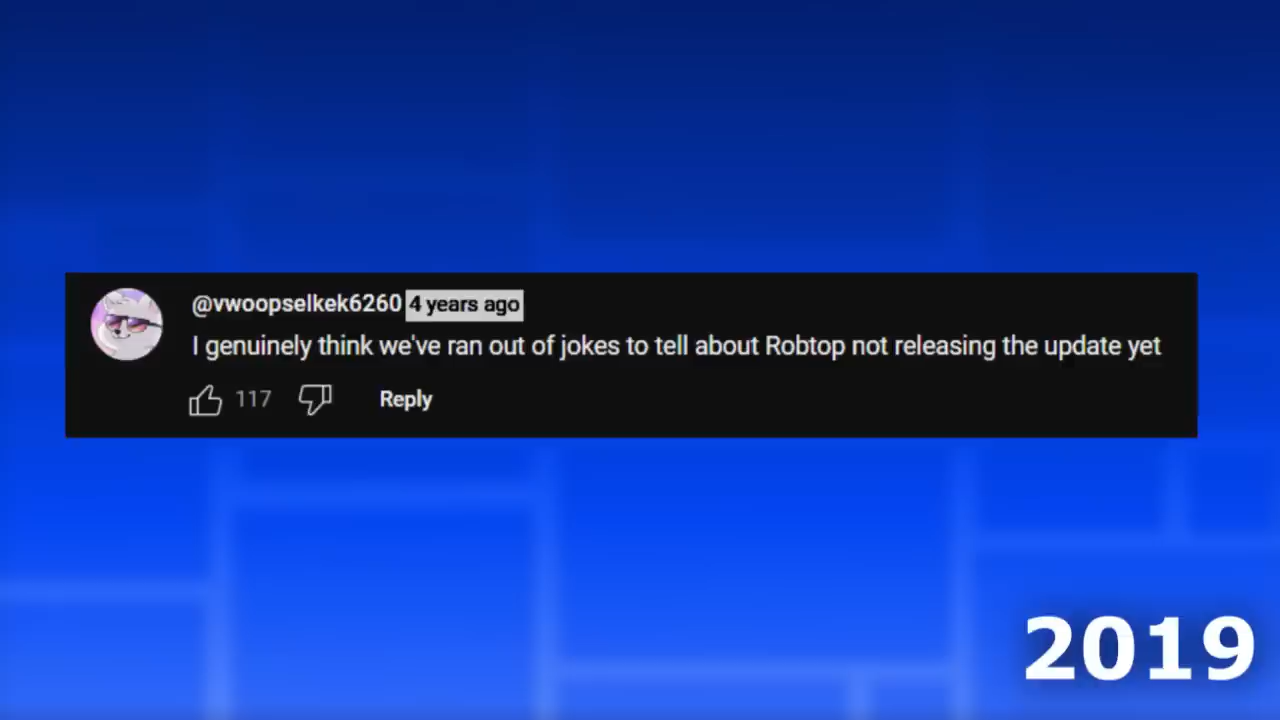 @vwoopselkek6260 4 years ago
I genuinely think we've ran out of jokes to tell about Robtop not releasing the update yet
117 Reply
2019